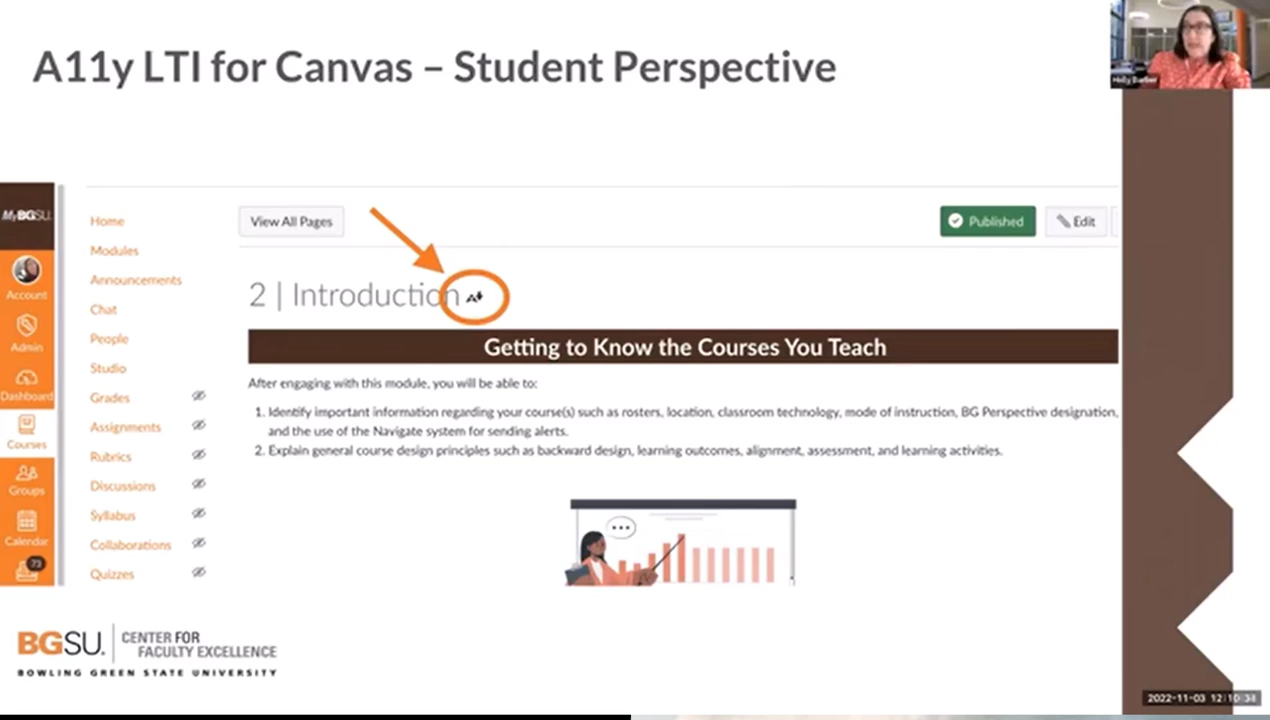 A11y LTI for Canvas – Student Perspective
MyBGSU.
Account
Admin
Dashboard
Courses
Groups
Calendar
73
Home
Modules
Announcements
Chat
People
Studio
Grades
Assignments
Rubrics
Discussions
Syllabus
Collaborations
Quizzes
View All Pages
Published
Edit
2 | Introduction
Getting to Know the Courses You Teach
After engaging with this module, you will be able to:
1. Identify important information regarding your course(s) such as rosters, location, classroom technology, mode of instruction, BG Perspective designation,
and the use of the Navigate system for sending alerts.
2. Explain general course design principles such as backward design, learning outcomes, alignment, assessment, and learning activities.
BGSU.
CENTER FOR
FACULTY EXCELLENCE
BOWLING GREEN STATE UNIVERSITY
Holly Barber
2022-11-03 12:10:34